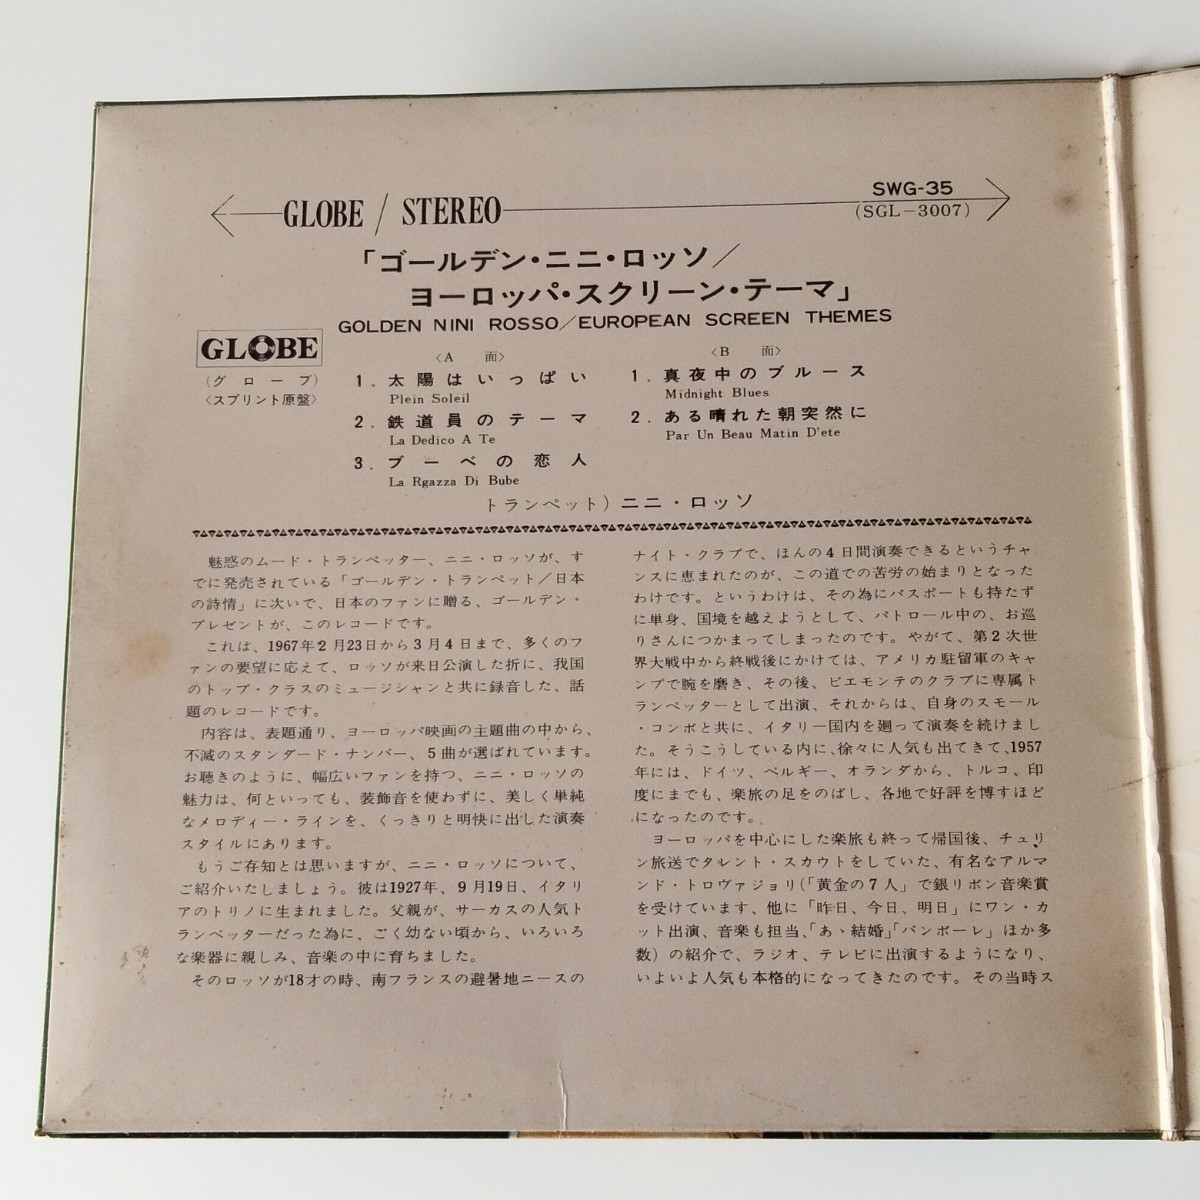 GLOBE / STEREO
SWG-35
(SGL-3007)
「ゴールデン・ニニ・ロッソ／
ヨーロッパ・スクリーン・テーマ」
GOLDEN NINI ROSSO/EUROPEAN SCREEN THEMES
GLOBE
(グローブ)
〈スプリント原盤〉
〈A 面〉
1. 太陽はいっぱい
Plein Soleil
2. 鉄道員のテーマ
La Dedico A Te
3. ブーベの恋人
La Rgazza Di Bube
〈B 面〉
1. 真夜中のブルース
Midnight Blues
2. ある晴れた朝突然に
Par Un Beau Matin D'ete
トランペット) ニニ・ロッソ
魅惑のムード・トランペッター、ニニ・ロッソが、す
でに発売されている「ゴールデン・トランペット／日本
の詩情」に次いで、日本のファンに贈る、ゴールデン・
プレゼントが、このレコードです。
これは、1967年2月23日から3月4日まで、多くのフ
ァンの要望に応えて、ロッソが来日公演した折に、我国
のトップ・クラスのミュージシャンと共に録音した、話
題のレコードです。
内容は、表題通り、ヨーロッパ映画の主題曲の中から、
不滅のスタンダード・ナンバー、5曲が選ばれています。
お聴きのように、幅広いファンを持つ、ニニ・ロッソの
魅力は、何といっても、装飾音を使わずに、美しく単純
なメロディー・ラインを、くっきりと明快に出した演奏
スタイルにあります。
もうご存知とは思いますが、ニニ・ロッソについて、
ご紹介いたしましょう。彼は1927年、9月19日、イタリ
アのトリノに生まれました。父親が、サーカスの人気ト
ランペッターだった為に、ごく幼ない頃から、いろいろ
な楽器に親しみ、音楽の中に育ちました。
そのロッソが18才の時、南フランスの避暑地ニースの
ナイト・クラブで、ほんの4日間演奏できるというチャ
ンスに恵まれたのが、この道での苦労の始まりとなった
わけです。というわけは、その為にパスポートも持たず
に単身、国境を越えようとして、パトロール中の、お巡
りさんにつかまってしまったのです。やがて、第2次世
界大戦中から終戦後にかけては、アメリカ駐留軍のキャ
ンプで腕を磨き、その後、ピエモンテのクラブに専属ト
ランペッターとして出演、それからは、自身のスモール
・コンボと共に、イタリー国内を廻って演奏を続けまし
た。そうこうしている内に、徐々に人気も出てきて、1957
年には、ドイツ、ベルギー、オランダから、トルコ、印
度にまでも、楽旅の足をのばし、各地で好評を博すほど
になったのです。
ヨーロッパを中心にした楽旅も終って帰国後、チュリ
ン放送でタレント・スカウトをしていた、有名なアルマ
ンド・トロヴァジョリ(「黄金の7人」で銀リボン音楽賞
を受けています、他に「昨日、今日、明日」にワン・カ
ット出演、音楽も担当、「あゝ結婚」「バンボーレ」ほか多
数) の紹介で、ラジオ、テレビに出演するようになり、
いよいよ人気も本格的になってきたのです。その当時ス